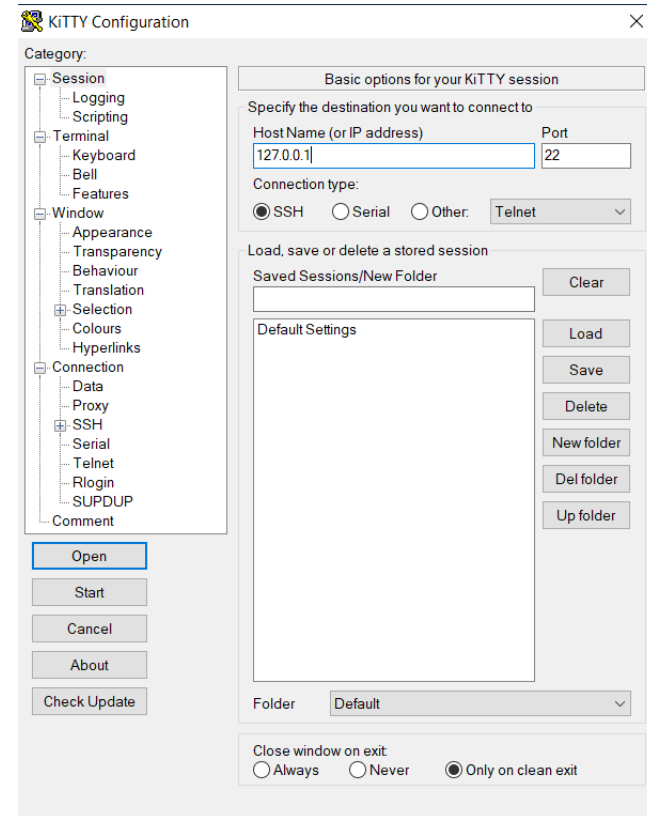 KiTTY Configuration
Category:
Session
Logging
Scripting
Terminal
Keyboard
Bell
Features
Window
Appearance
Transparency
Behaviour
Translation
Selection
Colours
Hyperlinks
Connection
Data
Proxy
SSH
Serial
Telnet
Rlogin
SUPDUP
Comment
Open
Start
Cancel
About
Check Update
Basic options for your KiTTY session
Specify the destination you want to connect to
Host Name (or IP address) Port
127.0.0.1 22
Connection type:
SSH Serial Other: Telnet
Load, save or delete a stored session
Saved Sessions/New Folder
Clear
Default Settings
Load
Save
Delete
New folder
Del folder
Up folder
Folder Default
Close window on exit:
Always Never Only on clean exit